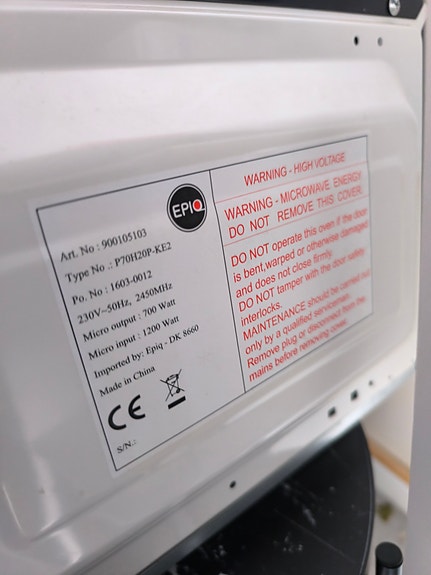 EPIQ
Art. No : 900105103
Type No .: P70H20P-KE2
Po. No : 1603-0012
230V~50Hz, 2450MHz
Micro output : 700 Watt
Micro input : 1200 Watt
Imported by: Epiq - DK 8660
Made in China
CE
S/N.:
WARNING - HIGH VOLTAGE
WARNING - MICROWAVE ENERGY
DO NOT REMOVE THIS COVER.
DO NOT operate this oven if the door
is bent,warped or otherwise damaged
and does not close firmly.
DO NOT tamper with the door safety
interlocks.
MAINTENANCE should be carried out
only by a qualified serviceman.
Remove plug or disconnect from the
mains before removing cover.